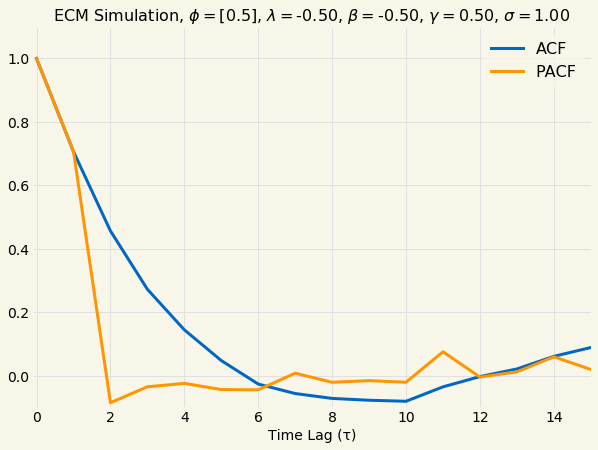 ECM Simulation, ϕ = [0.5], λ = -0.50, β = -0.50, γ = 0.50, σ = 1.00
ACF
PACF
1.0
0.8
0.6
0.4
0.2
0.0
0 2 4 6 8 10 12 14
Time Lag (τ)